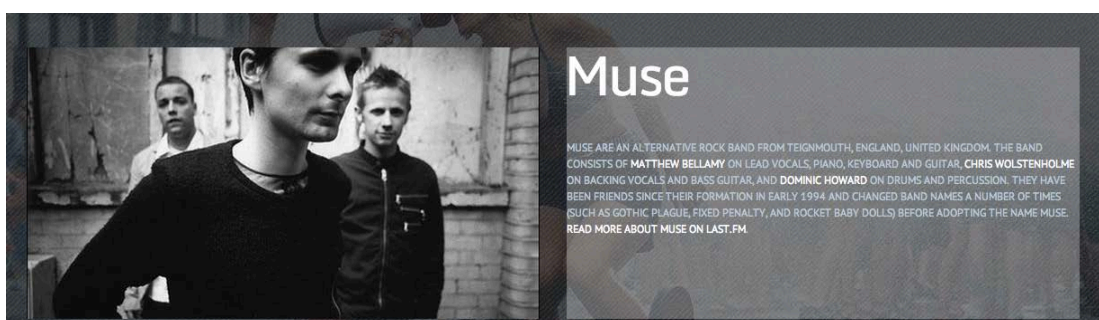 Muse
MUSE ARE AN ALTERNATIVE ROCK BAND FROM TEIGNMOUTH, ENGLAND, UNITED KINGDOM. THE BAND
CONSISTS OF MATTHEW BELLAMY ON LEAD VOCALS, PIANO, KEYBOARD AND GUITAR, CHRIS WOLSTENHOLME
ON BACKING VOCALS AND BASS GUITAR, AND DOMINIC HOWARD ON DRUMS AND PERCUSSION. THEY HAVE
BEEN FRIENDS SINCE THEIR FORMATION IN EARLY 1994 AND CHANGED BAND NAMES A NUMBER OF TIMES
(SUCH AS GOTHIC PLAGUE, FIXED PENALTY, AND ROCKET BABY DOLLS) BEFORE ADOPTING THE NAME MUSE.
READ MORE ABOUT MUSE ON LAST.FM.